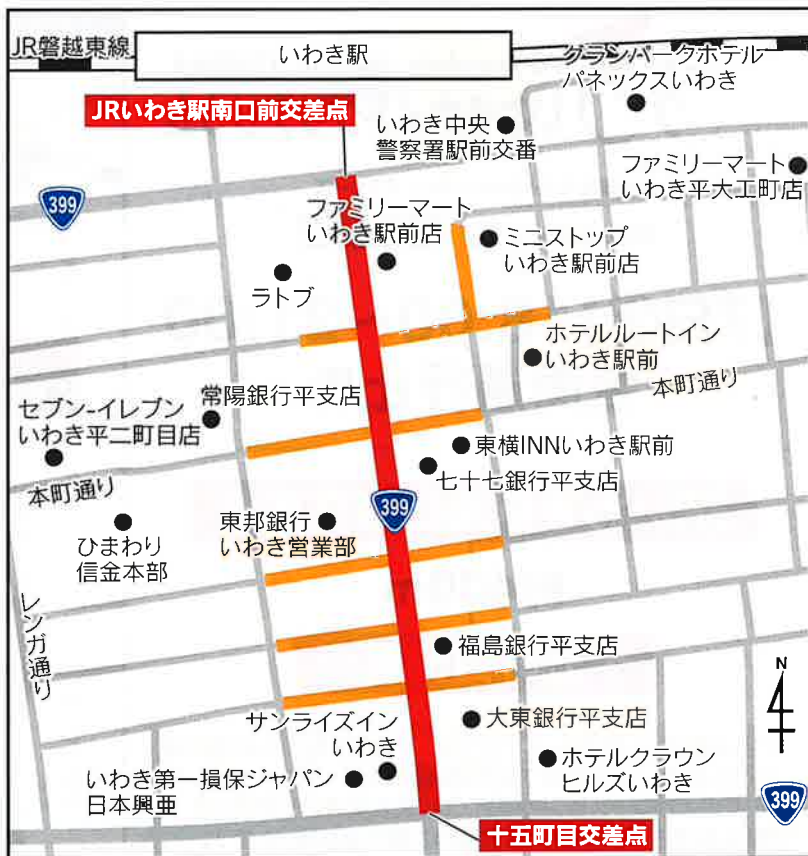 JR磐越東線
いわき駅
グランパークホテル
パネックスいわき
JRいわき駅南口前交差点
いわき中央
警察署駅前交番
ファミリーマート
いわき平大工町店
399
ファミリーマート
いわき駅前店
ミニストップ
いわき駅前店
ラトブ
ホテルルートイン
いわき駅前
本町通り
常陽銀行平支店
セブン-イレブン
いわき平二町目店
東横INNいわき駅前
七十七銀行平支店
本町通り
399
東邦銀行
いわき営業部
ひまわり
信金本部
レンガ通り
福島銀行平支店
N
サンライズイン
いわき
大東銀行平支店
ホテルクラウン
ヒルズいわき
いわき第一損保ジャパン
日本興亜
399
十五町目交差点